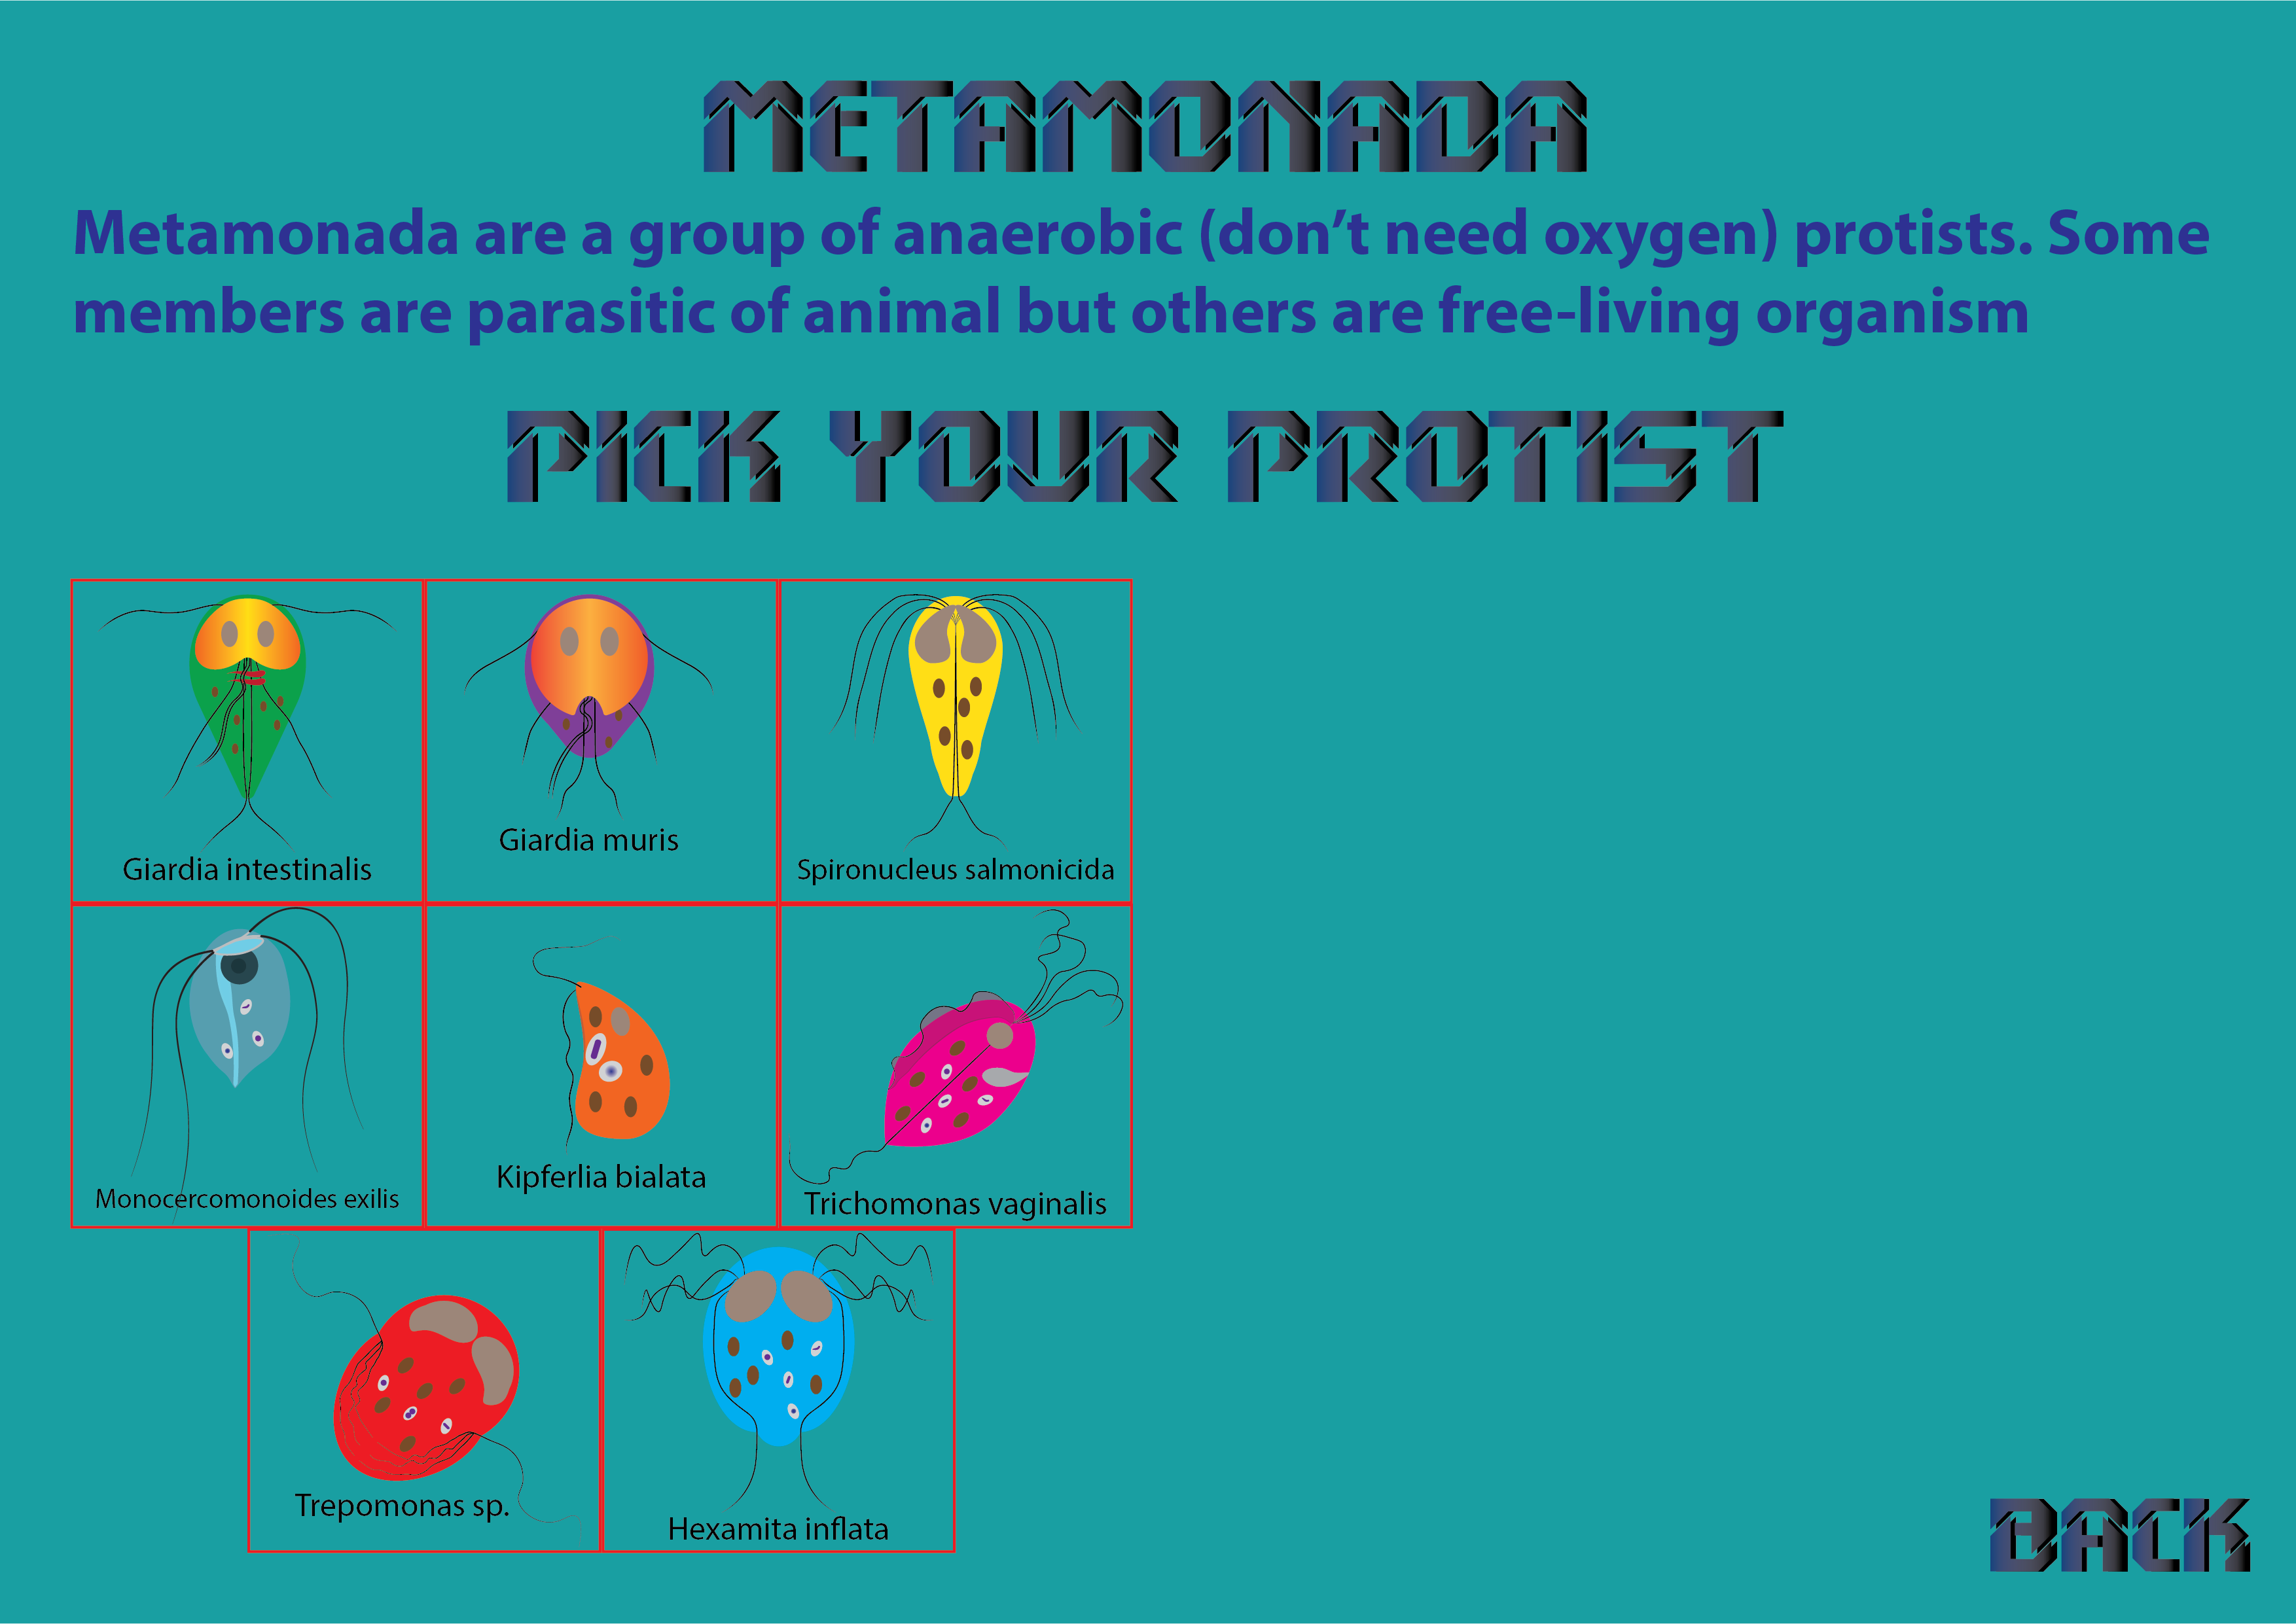 METAMONADA
Metamonada are a group of anaerobic (don’t need oxygen) protists. Some
members are parasitic of animal but others are free-living organism
PICK YOUR PROTIST
Giardia intestinalis
Giardia muris
Spironucleus salmonicida
Monocercomonoides exilis
Kipferlia bialata
Trichomonas vaginalis
Trepomonas sp.
Hexamita inflata
BACK